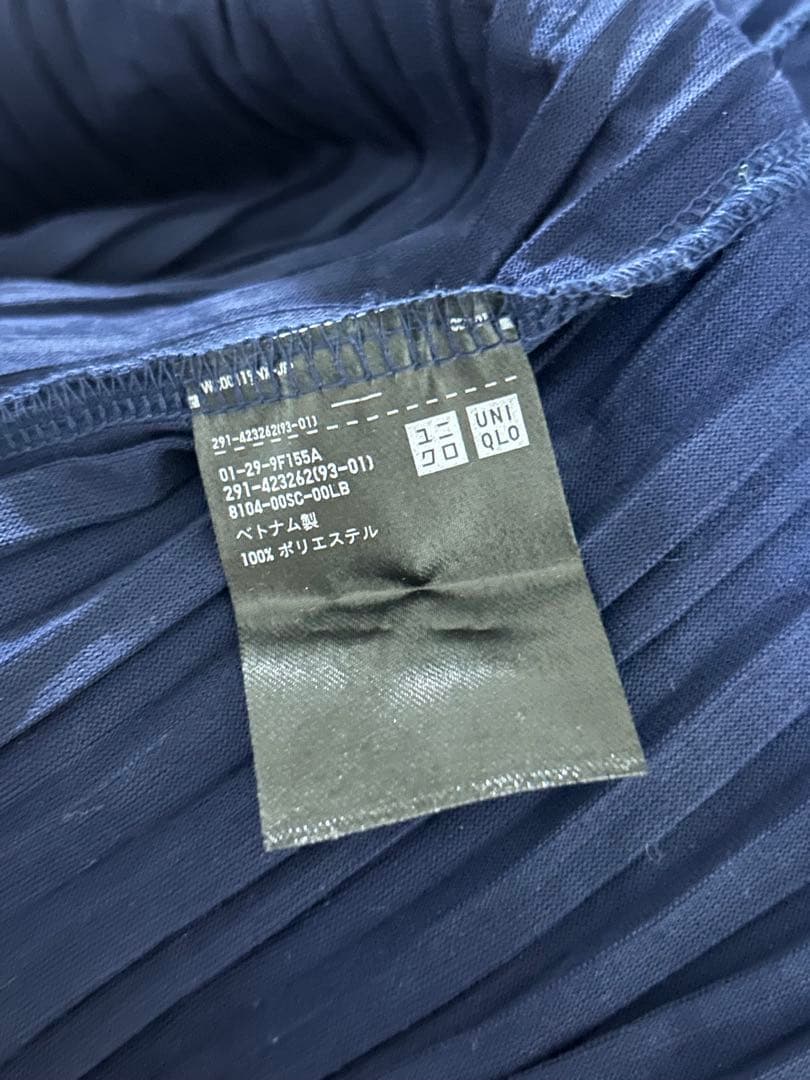 291-423262(93-01)
01-29-9F155A
291-423262(93-01)
8104-00SC-00LB
ベトナム製
100% ポリエステル
ユニ
クロ
UNI
QLO